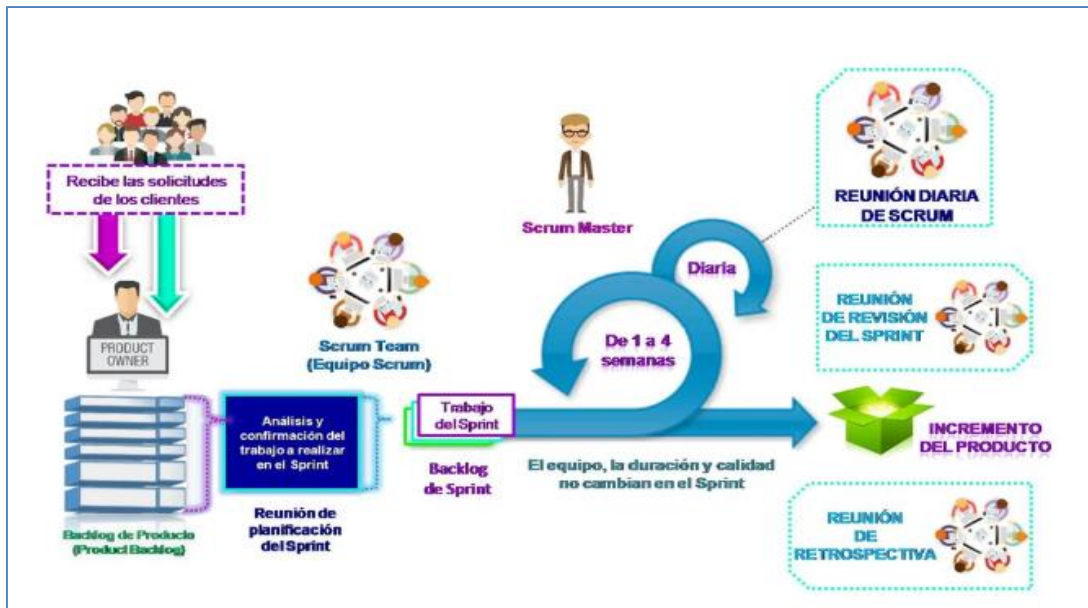 Recibe las solicitudes
de los clientes
PRODUCT
OWNER
Backlog de Producto
(Product Backlog)
Scrum Team
(Equipo Scrum)
Análisis y
confirmación del
trabajo a realizar
en el Sprint
Reunión de
planificación
del Sprint
Trabajo
del Sprint
Backlog
de Sprint
Scrum Master
Diaria
De 1 a 4
semanas
El equipo, la duración y calidad
no cambian en el Sprint
REUNIÓN DIARIA
DE SCRUM
REUNIÓN
DE REVISIÓN
DEL SPRINT
INCREMENTO
DEL PRODUCTO
REUNIÓN
DE
RETROSPECTIVA